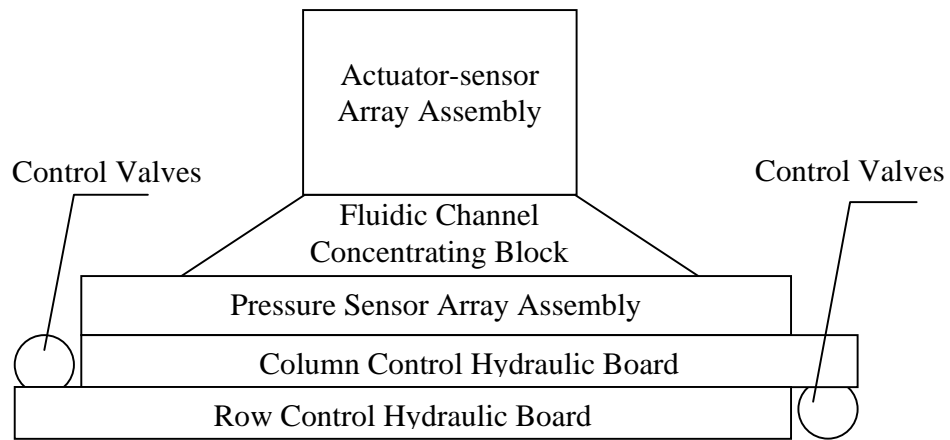 Actuator-sensor
Array Assembly
Control Valves
Control Valves
Fluidic Channel
Concentrating Block
Pressure Sensor Array Assembly
Column Control Hydraulic Board
Row Control Hydraulic Board